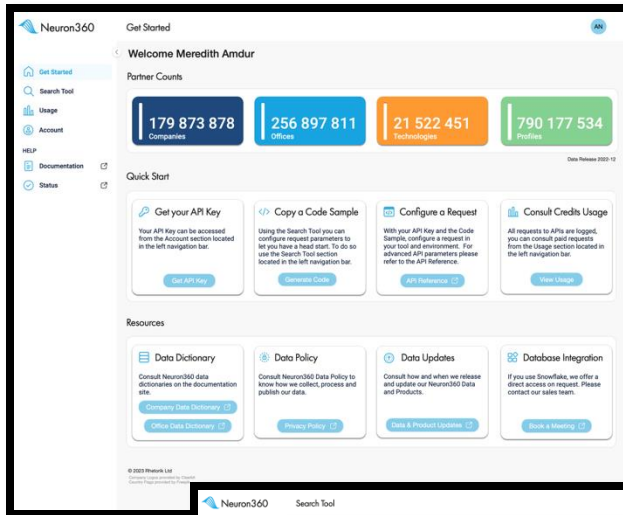 Neuron360
Get Started
AN
Get Started
Search Tool
Usage
Account
HELP
Documentation
Status
Welcome Meredith Amdur
Partner Counts
179 873 878
Companies
256 897 811
Offices
21 522 451
Technologies
790 177 534
Profiles
Data Release 2022-12
Quick Start
Get your API Key
Your API Key can be accessed
from the Account section located
in the left navigation bar.
Get API Key
Copy a Code Sample
Using the Search Tool you can
configure request parameters to
let you have a head start. To do so
use the Search Tool section
located in the left navigation bar.
Generate Code
Configure a Request
With your API Key and the Code
Sample, configure a request in
your tool and environment. For
advanced API parameters please
refer to the API Reference.
API Reference
Consult Credits Usage
All requests to APIs are logged,
you can consult paid requests
from the Usage section located in
the left navigation bar.
View Usage
Resources
Data Dictionary
Consult Neuron360 data
dictionaries on the documentation
site.
Company Data Dictionary
Office Data Dictionary
Data Policy
Consult Neuron360 Data Policy to
know how we collect, process and
publish our data.
Privacy Policy
Data Updates
Consult how and when we release
and update our Neuron360 Data
and Products.
Data & Product Updates
Database Integration
If you use Snowflake, we offer a
direct access on request. Please
contact our sales team.
Book a Meeting
© 2023 Rhetorik Ltd
Company Logos provided by Clearbit
Country Flags provided by
Neuron360
Search Tool